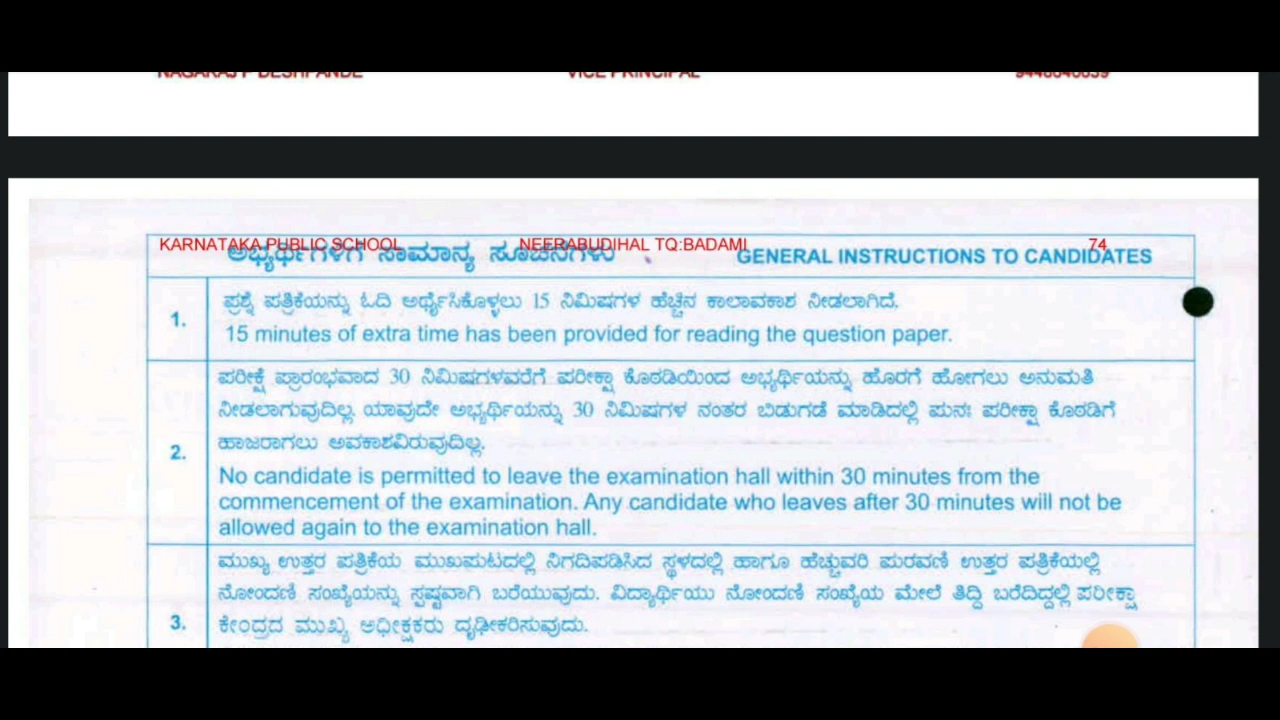 NAGARAJ P DESHPANDE VICE PRINCIPAL
KARNATAKA PUBLIC SCHOOL NEERABUDIHAL TQ:BADAMI 74
ಅಭ್ಯರ್ಥಿಗಳಿಗೆ ಸಾಮಾನ್ಯ ಸೂಚನೆಗಳು GENERAL INSTRUCTIONS TO CANDIDATES
1. ಪ್ರಶ್ನೆ ಪತ್ರಿಕೆಯನ್ನು ಓದಿ ಅರ್ಥೈಸಿಕೊಳ್ಳಲು 15 ನಿಮಿಷಗಳ ಹೆಚ್ಚಿನ ಕಾಲಾವಕಾಶ ನೀಡಲಾಗಿದೆ.
15 minutes of extra time has been provided for reading the question paper.
ಪರೀಕ್ಷೆ ಪ್ರಾರಂಭವಾದ 30 ನಿಮಿಷಗಳವರೆಗೆ ಪರೀಕ್ಷಾ ಕೊಠಡಿಯಿಂದ ಅಭ್ಯರ್ಥಿಯನ್ನು ಹೊರಗೆ ಹೋಗಲು ಅನುಮತಿ
ನೀಡಲಾಗುವುದಿಲ್ಲ. ಯಾವುದೇ ಅಭ್ಯರ್ಥಿಯನ್ನು 30 ನಿಮಿಷಗಳ ನಂತರ ಬಿಡುಗಡೆ ಮಾಡಿದಲ್ಲಿ ಪುನಃ ಪರೀಕ್ಷಾ ಕೊಠಡಿಗೆ
2. ಹಾಜರಾಗಲು ಅವಕಾಶವಿರುವುದಿಲ್ಲ.
No candidate is permitted to leave the examination hall within 30 minutes from the
commencement of the examination. Any candidate who leaves after 30 minutes will not be
allowed again to the examination hall.
ಮುಖ್ಯ ಉತ್ತರ ಪತ್ರಿಕೆಯ ಮುಖಪುಟದಲ್ಲಿ ನಿಗದಿಪಡಿಸಿದ ಸ್ಥಳದಲ್ಲಿ ಹಾಗೂ ಹೆಚ್ಚುವರಿ ಪುರವಣಿ ಉತ್ತರ ಪತ್ರಿಕೆಯಲ್ಲಿ
ನೋಂದಣಿ ಸಂಖ್ಯೆಯನ್ನು ಸ್ಪಷ್ಟವಾಗಿ ಬರೆಯುವುದು. ವಿದ್ಯಾರ್ಥಿಯು ನೋಂದಣಿ ಸಂಖ್ಯೆಯ ಮೇಲೆ ತಿದ್ದಿ ಬರೆದಿದ್ದಲ್ಲಿ ಪರೀಕ್ಷಾ
3. ಕೇಂದ್ರದ ಮುಖ್ಯ ಅಧೀಕ್ಷಕರು ದೃಢೀಕರಿಸುವುದು.